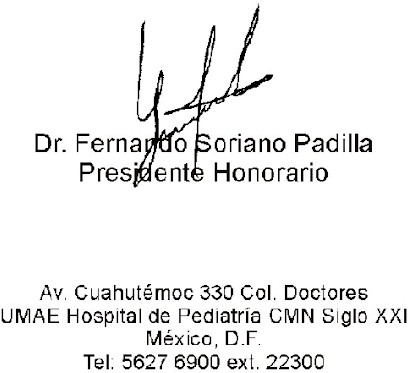 Dr. Fernando Soriano Padilla
Presidente Honorario
Av. Cuahutémoc 330 Col. Doctores
UMAE Hospital de Pediatría CMN Siglo XXI
México, D.F.
Tel: 5627 6900 ext. 22300